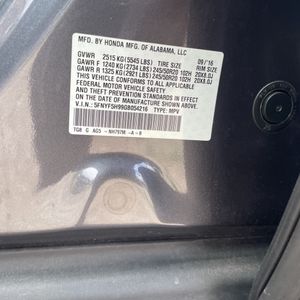 MFD. BY HONDA MFG. OF ALABAMA, LLC
09/16
GVWR 2515 KG(5545 LBS) TIRE SIZE RIM SIZE
GAWR F 1240 KG(2734 LBS) 245/50R20 102H 20X8.0J
GAWR R 1325 KG(2921 LBS) 245/50R20 102H 20X8.0J
THIS VEHICLE CONFORMS TO ALL APPLICABLE
FEDERAL MOTOR VEHICLE SAFETY STANDARDS
IN EFFECT ON THE DATE OF MANUFACTURE
SHOWN ABOVE.
V.I.N.: 5FNYF5H99GB054216 TYPE: MPV
TG8 G AG5 -NH797M -A-B